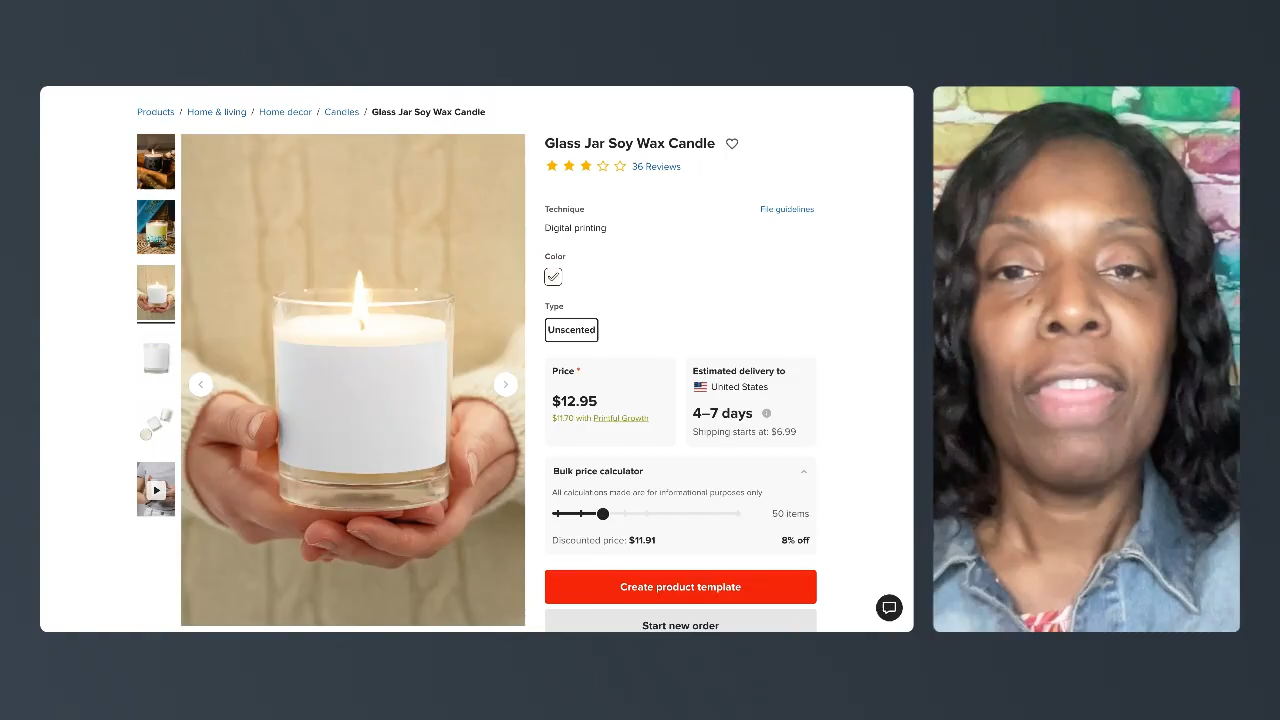 Products / Home & living / Home decor / Candles / Glass Jar Soy Wax Candle
Glass Jar Soy Wax Candle
36 Reviews
Technique
File guidelines
Digital printing
Color
Type
Unscented
Price *
$12.95
$11.70 with Printful Growth
Estimated delivery to
United States
4–7 days
Shipping starts at: $6.99
Bulk price calculator
All calculations made are for informational purposes only
50 items
Discounted price: $11.91
8% off
Create product template
Start new order